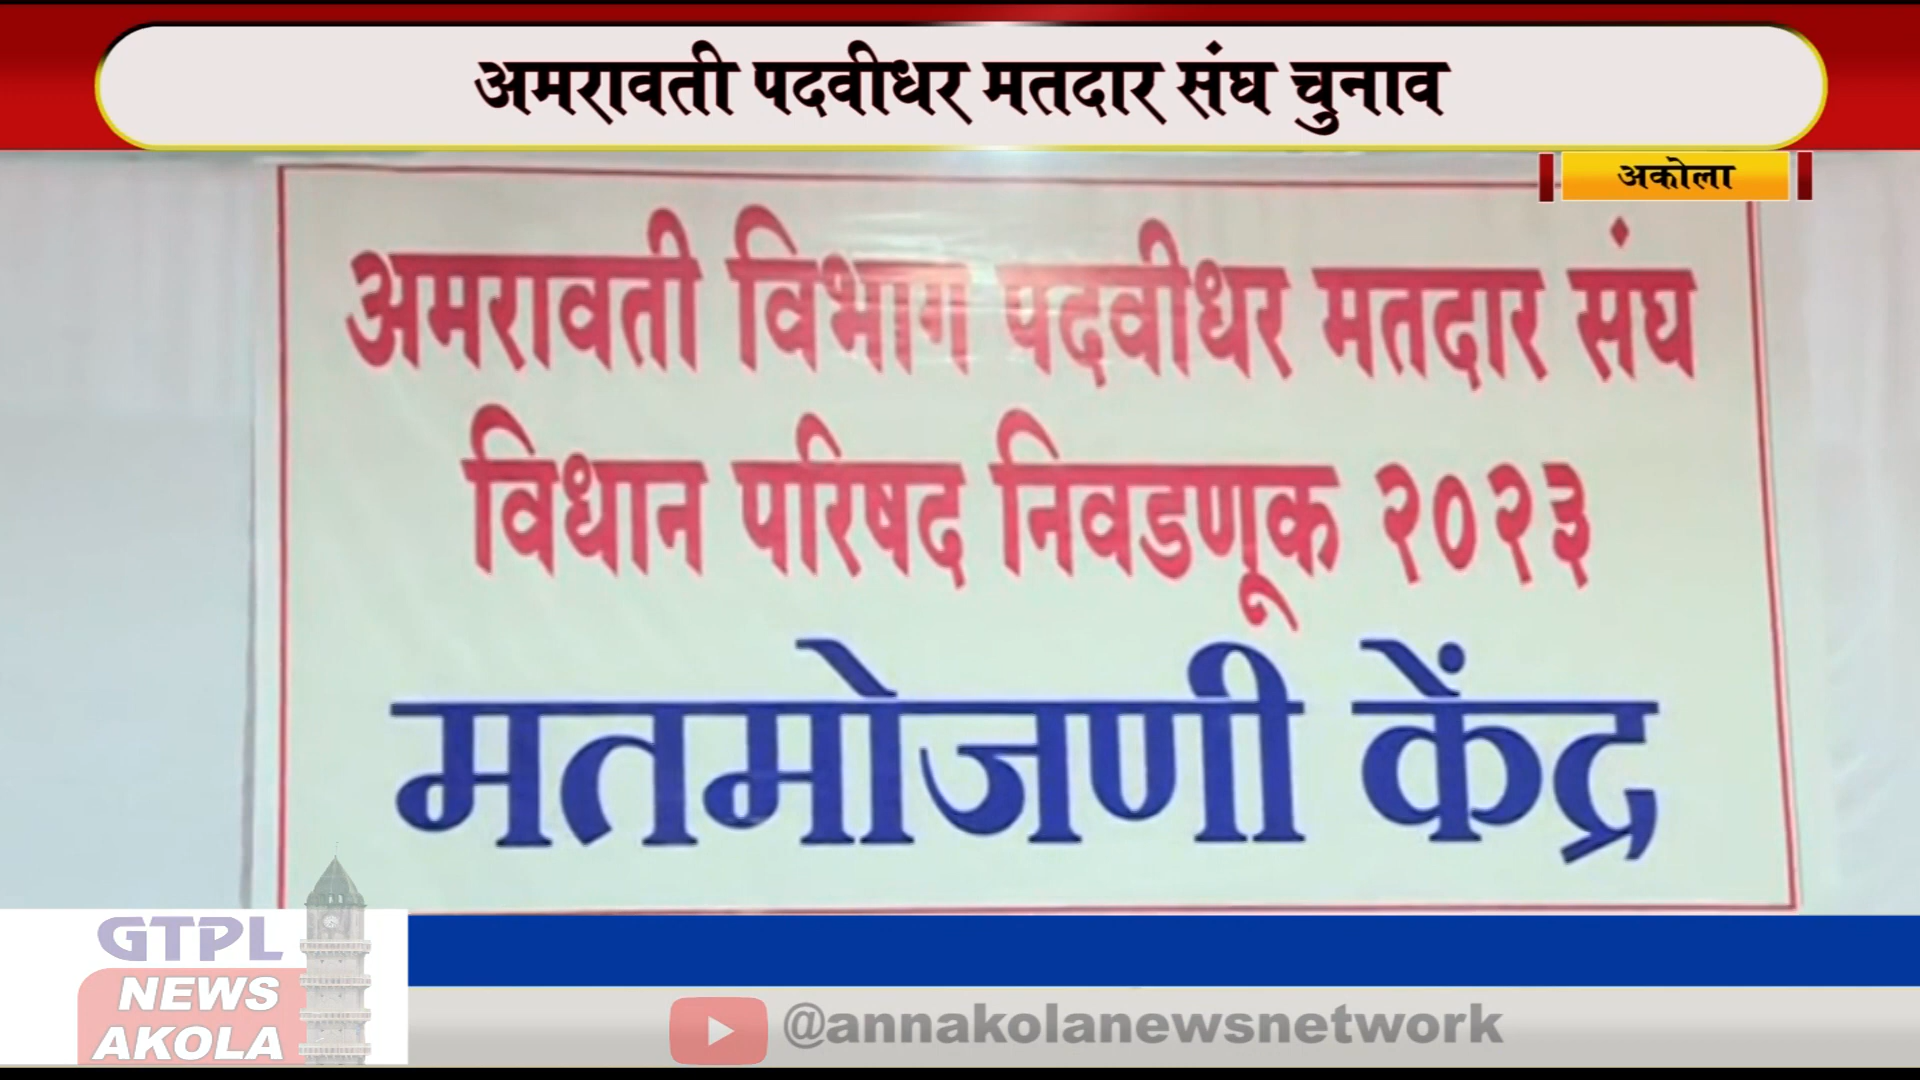 अमरावती पदवीधर मतदार संघ चुनाव
अकोला
अमरावती विभाग पदवीधर मतदार संघ
विधान परिषद निवडणूक २०२३
मतमोजणी केंद्र
GTPL
NEWS
AKOLA
@annakolanewsnetwork